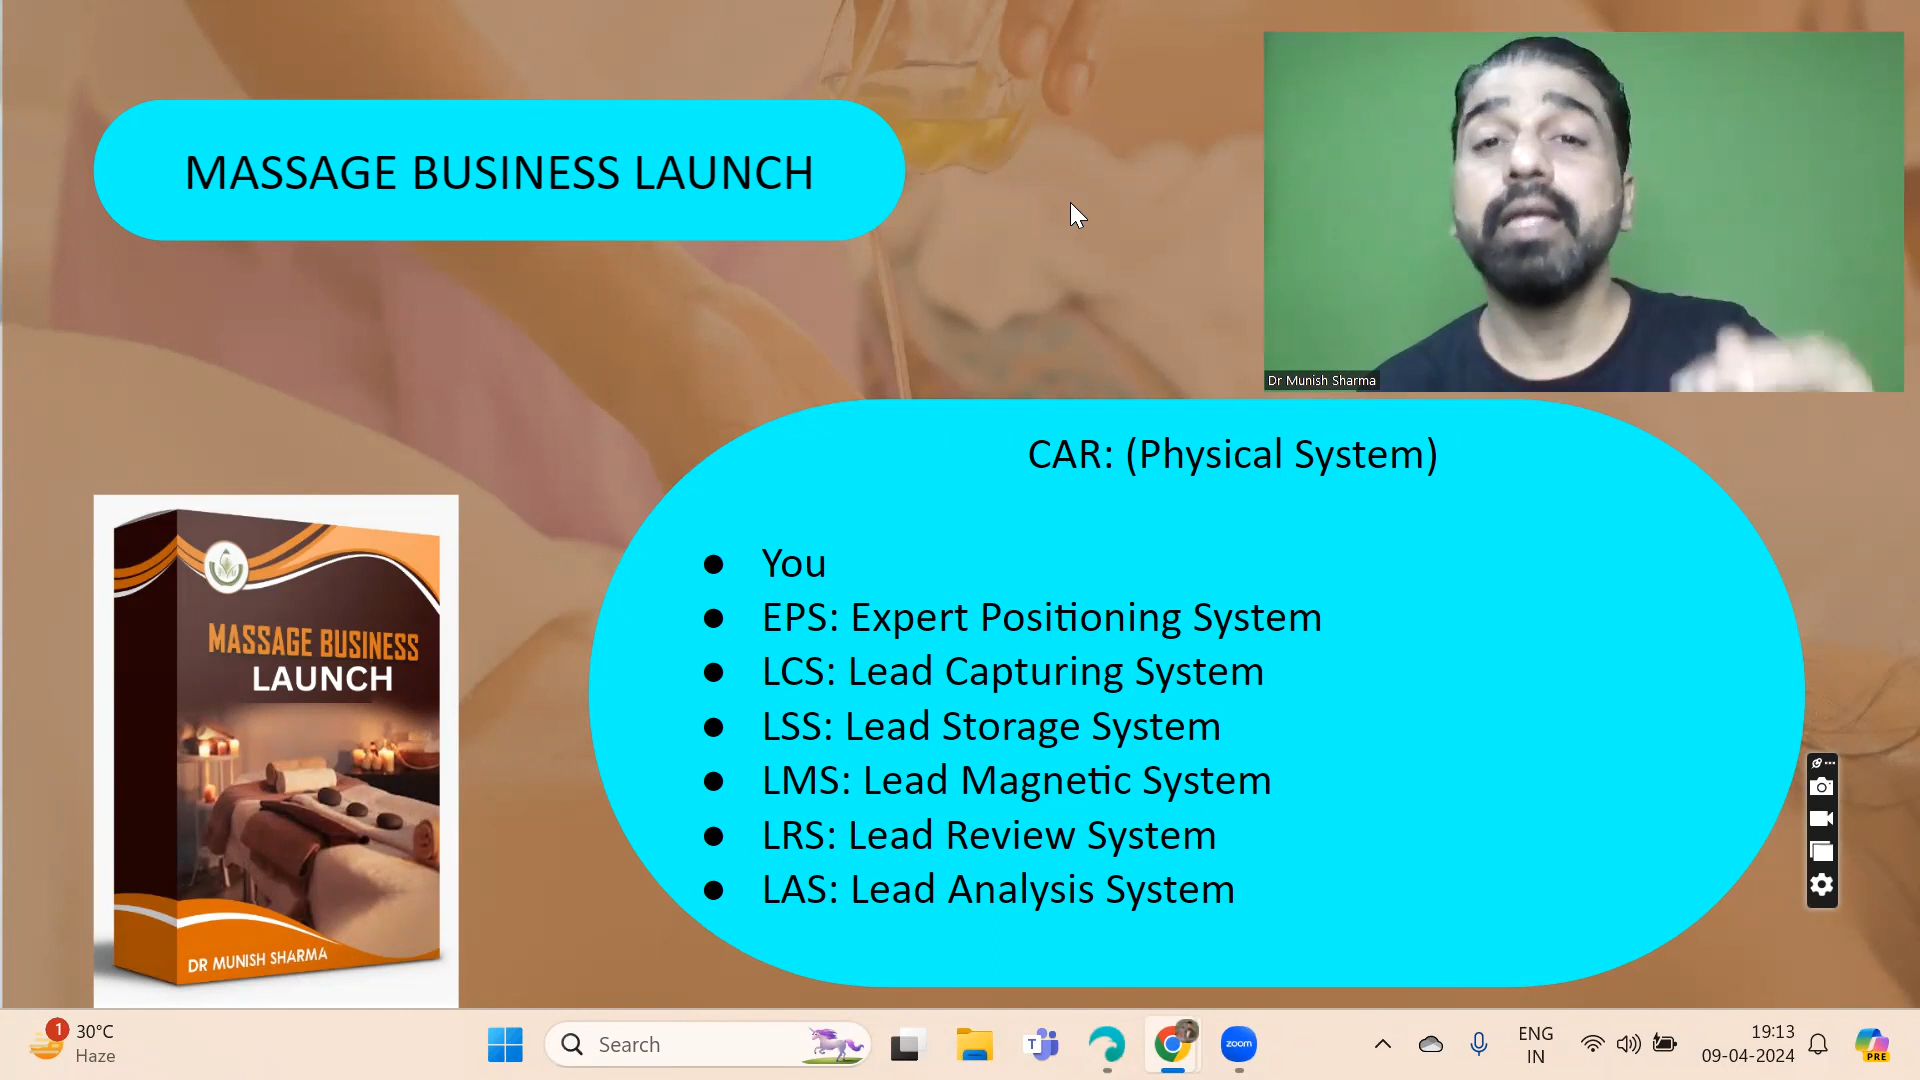 MASSAGE BUSINESS LAUNCH
Dr Munish Sharma
CAR: (Physical System)
● You
● EPS: Expert Positioning System
● LCS: Lead Capturing System
● LSS: Lead Storage System
● LMS: Lead Magnetic System
● LRS: Lead Review System
● LAS: Lead Analysis System
MASSAGE BUSINESS
LAUNCH
DR MUNISH SHARMA
1
30°C
Haze
Search
T
zoom
ENG
IN
19:13
09-04-2024
PRE